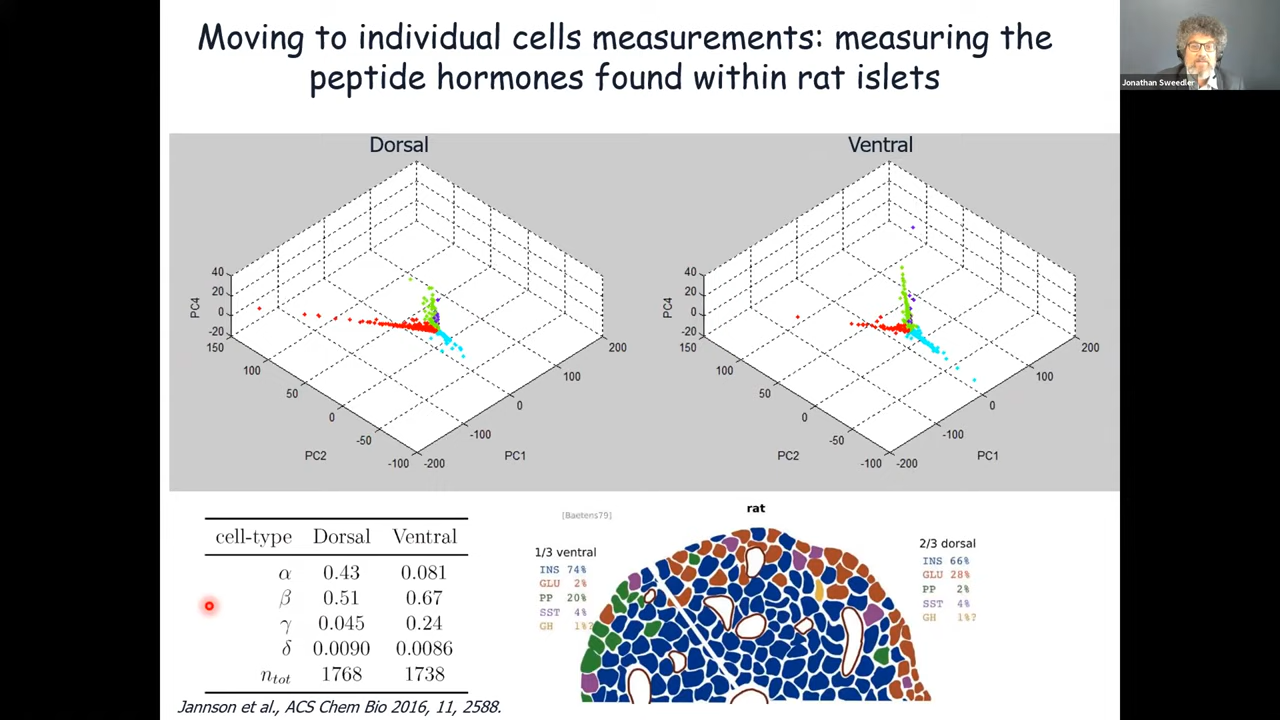 Moving to individual cells measurements: measuring the
peptide hormones found within rat islets
Jonathan Sweedler
Dorsal
PC4
40
20
0
-20
150
100
50
0
-50
-100
PC2
-200
-100
0
100
200
PC1
Ventral
PC4
40
20
0
-20
150
100
50
0
-50
-100
PC2
-200
-100
0
100
200
PC1
cell-type Dorsal Ventral
α 0.43 0.081
β 0.51 0.67
γ 0.045 0.24
δ 0.0090 0.0086
n_tot 1768 1738
Jannson et al., ACS Chem Bio 2016, 11, 2588.
[Baetens79]
rat
1/3 ventral
INS 74%
GLU 2%
PP 20%
SST 4%
GH 1%?
2/3 dorsal
INS 66%
GLU 28%
PP 2%
SST 4%
GH 1%?